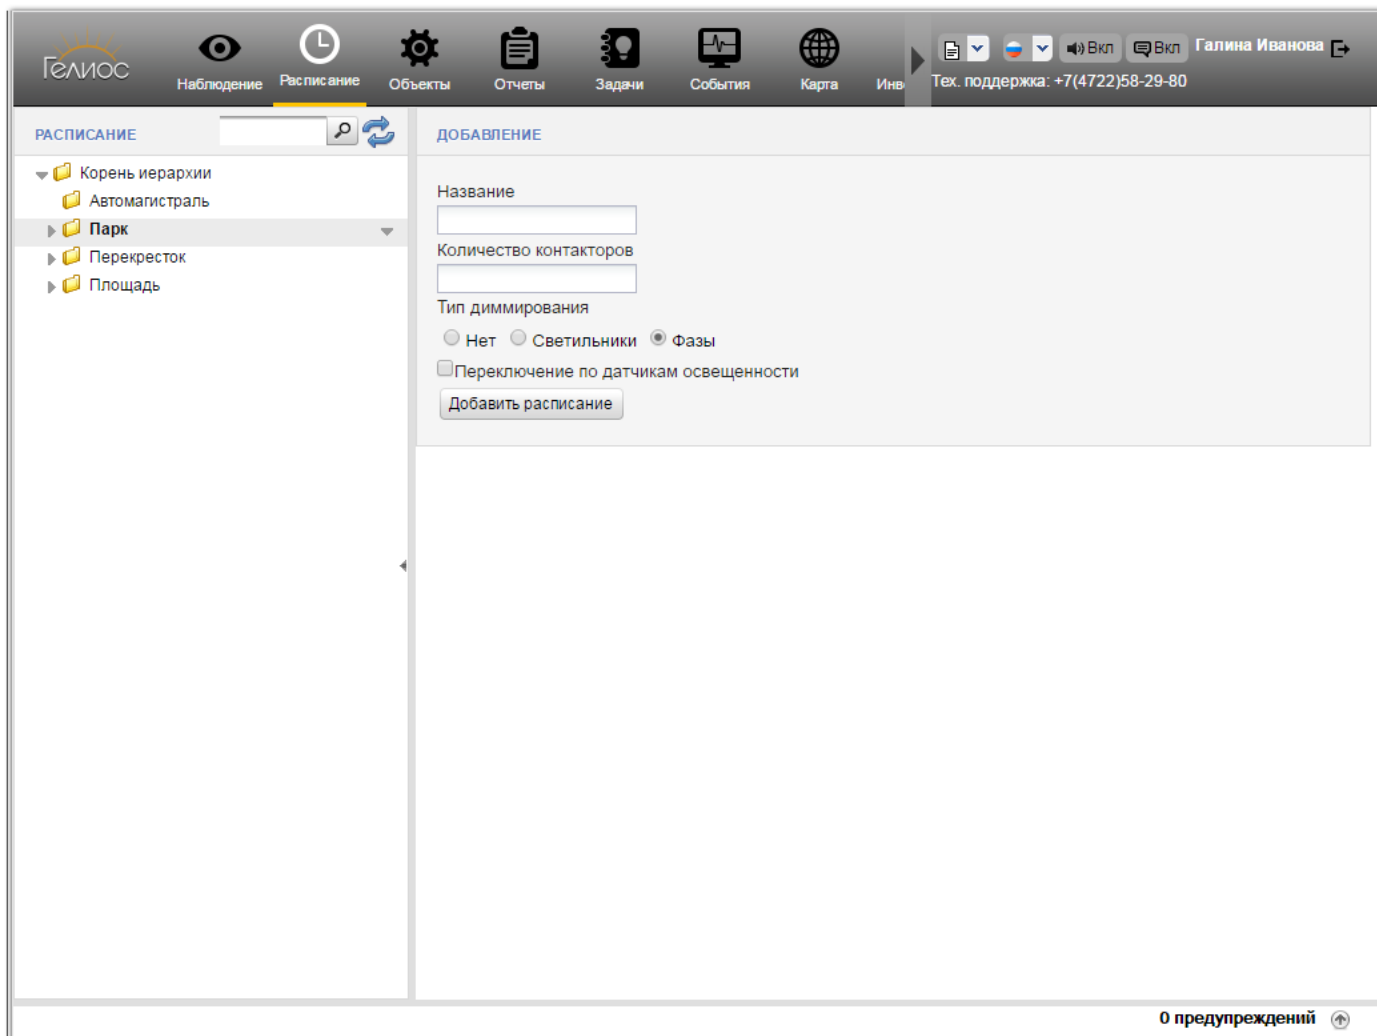 Гелиос
Наблюдение
Расписание
Объекты
Отчеты
Задачи
События
Карта
Инв
Вкл
Вкл
Галина Иванова
Тех. поддержка: +7(4722)58-29-80
РАСПИСАНИЕ
Корень иерархии
Автомагистраль
Парк
Перекресток
Площадь
ДОБАВЛЕНИЕ
Название
Количество контакторов
Тип диммирования
Нет Светильники Фазы
Переключение по датчикам освещенности
Добавить расписание
0 предупреждений